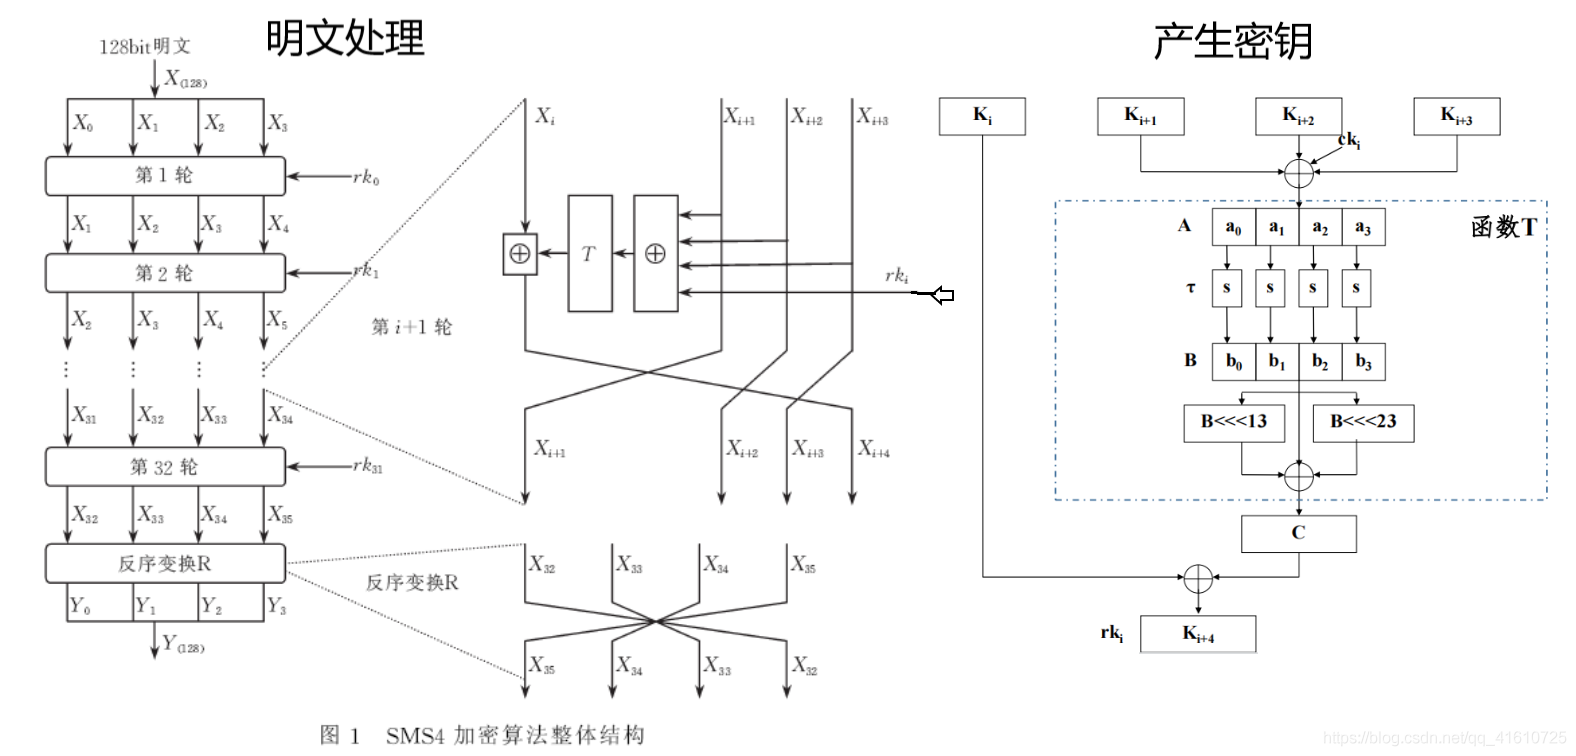 明文处理
产生密钥
128bit明文
X(128)
X0 X1 X2 X3
第1轮
rk0
X1 X2 X3 X4
第2轮
rk1
X2 X3 X4 X5
⋮ ⋮ ⋮ ⋮
X31 X32 X33 X34
第32轮
rk31
X32 X33 X34 X35
反序变换R
Y0 Y1 Y2 Y3
Y(128)
Xi Xi+1 Xi+2 Xi+3
⊕ T ⊕
rki
第i+1轮
Xi+1 Xi+2 Xi+3 Xi+4
反序变换R
X32 X33 X34 X35
X35 X34 X33 X32
图 1 SMS4 加密算法整体结构
Ki Ki+1 Ki+2 Ki+3
cki
函数T
A a0 a1 a2 a3
τ s s s s
B b0 b1 b2 b3
B<<<13 B<<<23
C
rki Ki+4
https://blog.csdn.net/qq_41610725